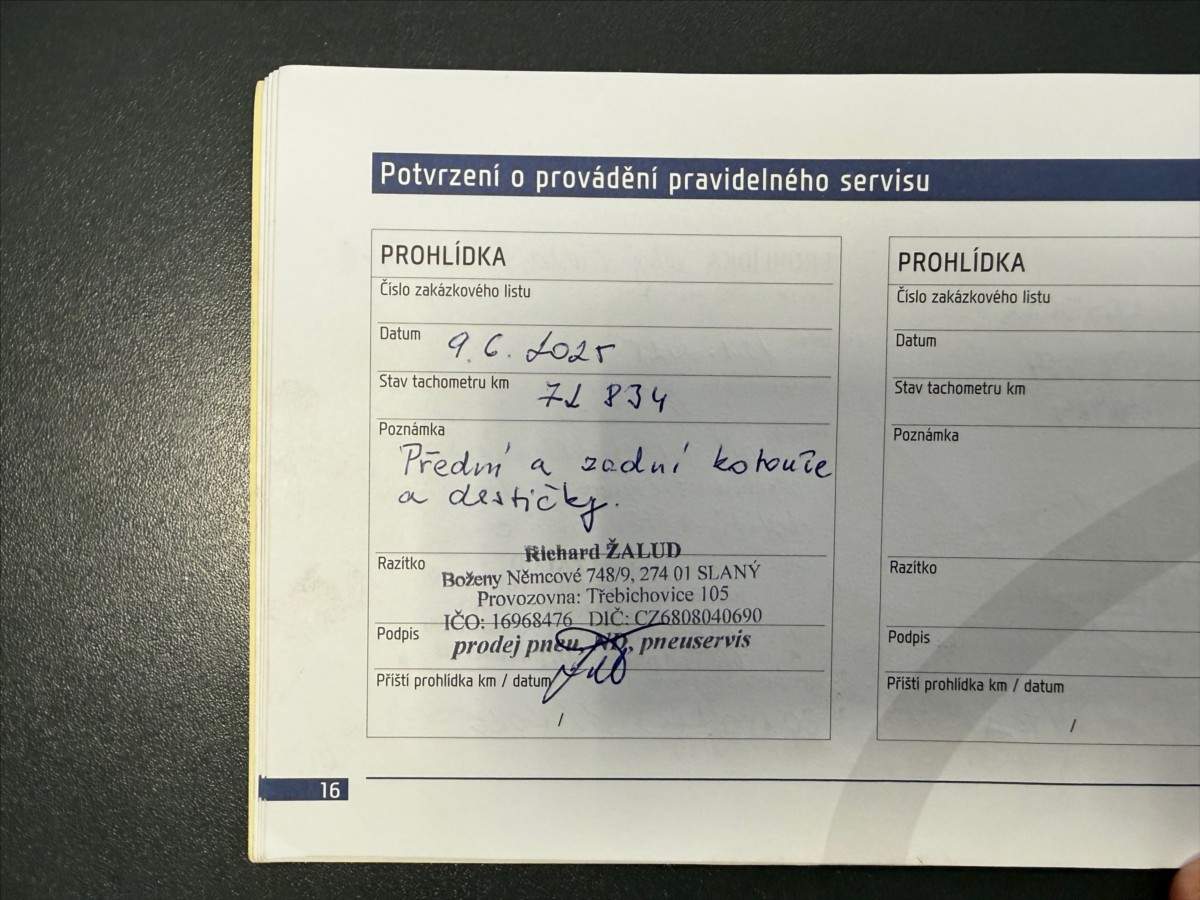 Potvrzení o provádění pravidelného servisu
PROHLÍDKA
Číslo zakázkového listu
Datum 9. 6. 2025
Stav tachometru km 72 834
Poznámka
Přední a zadní kotouče
a destičky.
Razítko
Richard ŽALUD
Boženy Němcové 748/9, 274 01 SLANÝ
Provozovna: Třebichovice 105
IČO: 16968476 DIČ: CZ6808040690
Podpis
prodej pneu, ND, pneuservis
Příští prohlídka km / datum
/
PROHLÍDKA
Číslo zakázkového listu
Datum
Stav tachometru km
Poznámka
Razítko
Podpis
Příští prohlídka km / datum
/
16